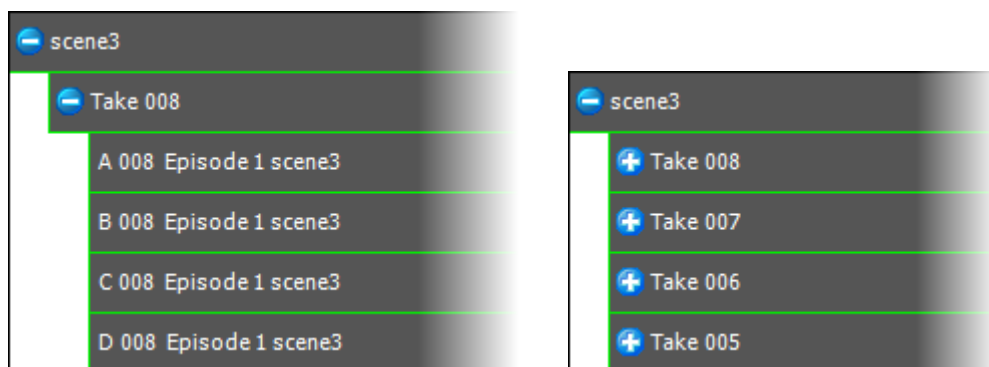 scene3
Take 008
A 008 Episode 1 scene3
B 008 Episode 1 scene3
C 008 Episode 1 scene3
D 008 Episode 1 scene3
scene3
Take 008
Take 007
Take 006
Take 005